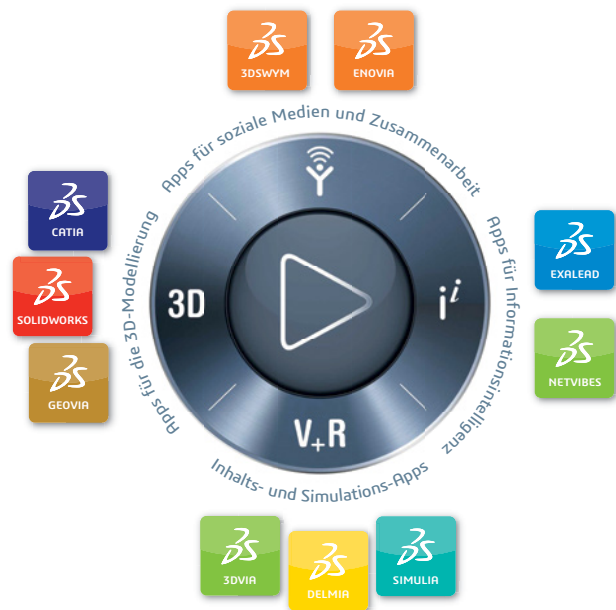 3DSWYM
ENOVIA
Apps für soziale Medien und Zusammenarbeit
CATIA
SOLIDWORKS
GEOVIA
Apps für die 3D-Modellierung
3D
i i
V+R
EXALEAD
NETVIBES
Apps für Informationsintelligenz
Inhalts- und Simulations-Apps
3DVIA
DELMIA
SIMULIA